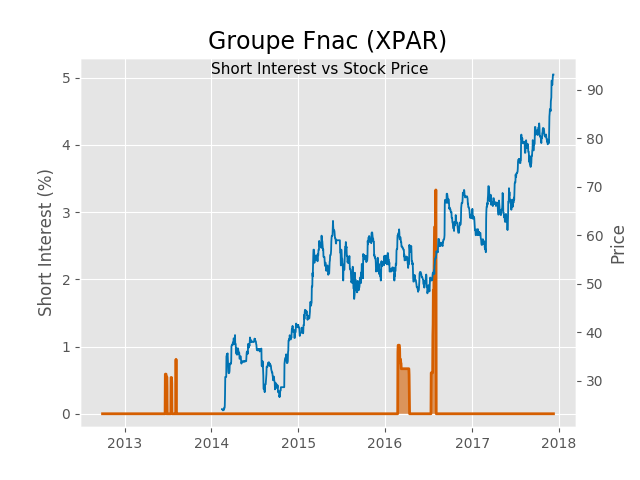 Groupe Fnac (XPAR)
Short Interest vs Stock Price
Short Interest (%)
5
4
3
2
1
0
90
80
70
60
50
40
30
Price
2013 2014 2015 2016 2017 2018